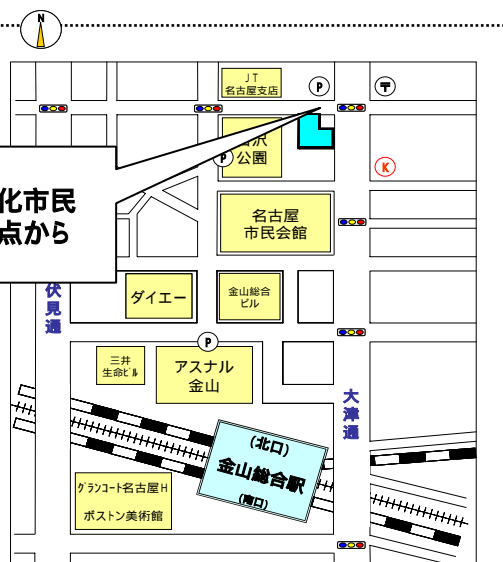 N
JT
名古屋支店
P
〒
P
公園
K
化市民
点から
名古屋
市民会館
伏見通
ダイエー
金山総合
ビル
P
三井
生命ビル
アスナル
金山
大津通
(北口)
金山総合駅
(南口)
グランコート名古屋H
ボストン美術館